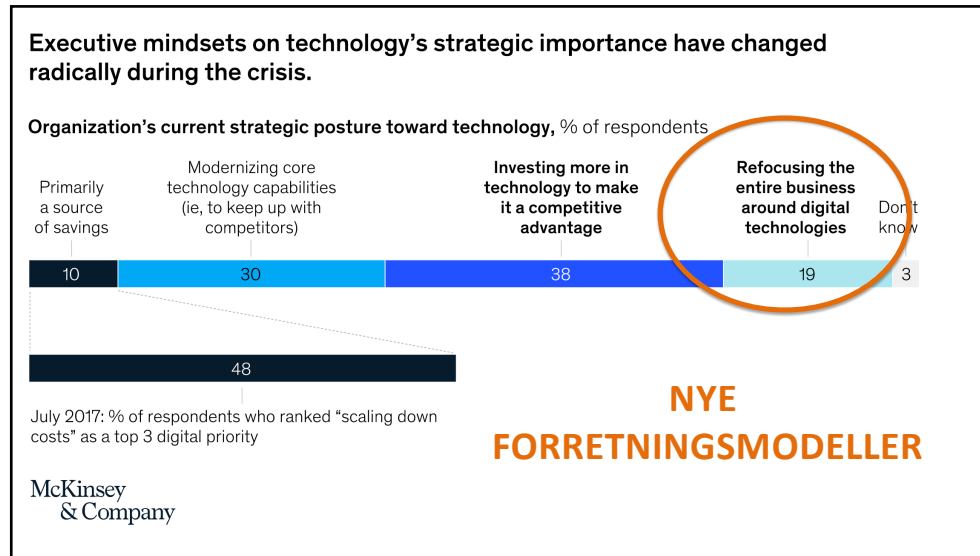 Executive mindsets on technology’s strategic importance have changed
radically during the crisis.
Organization’s current strategic posture toward technology, % of respondents
Primarily
a source
of savings
Modernizing core
technology capabilities
(ie, to keep up with
competitors)
Investing more in
technology to make
it a competitive
advantage
Refocusing the
entire business
around digital
technologies
Don’t
know
10
30
38
19
3
48
July 2017: % of respondents who ranked “scaling down
costs” as a top 3 digital priority
NYE
FORRETNINGSMODELLER
McKinsey
& Company